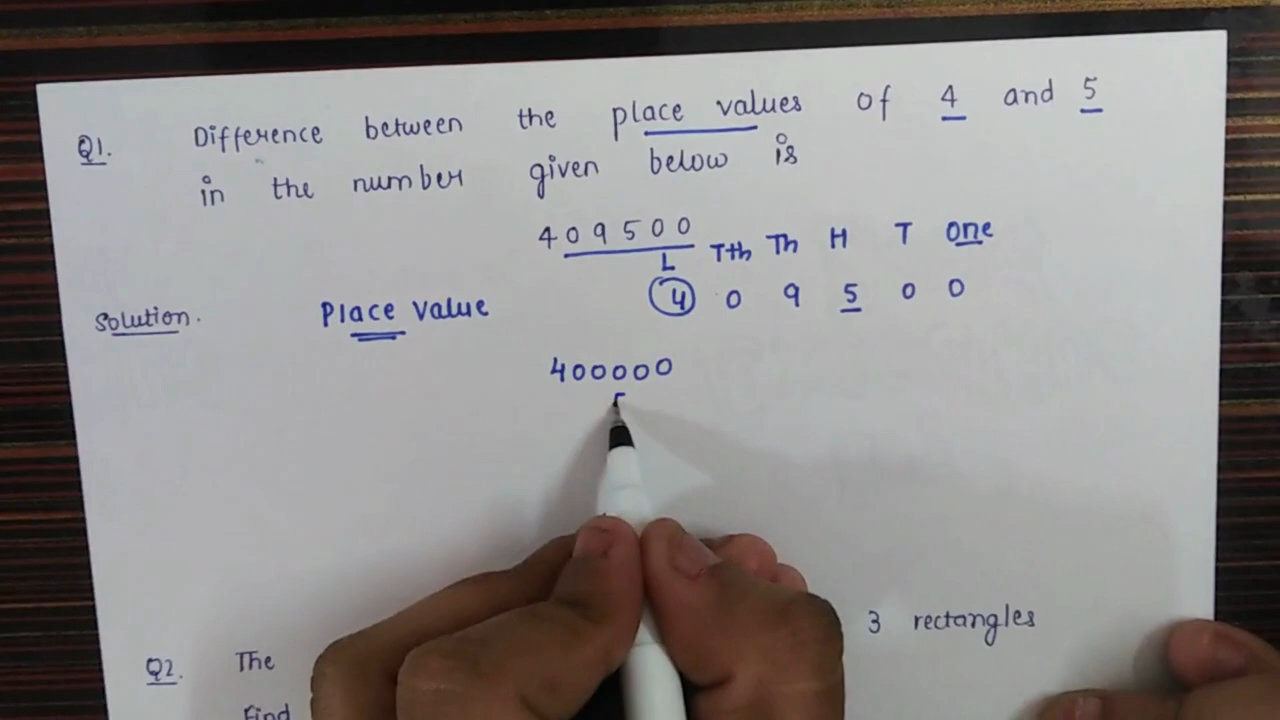 Q1. Difference between the place values of 4 and 5
in the number given below is
409500
L Tth Th H T One
Solution. Place Value 4 0 9 5 0 0
400000
Q2. The 3 rectangles
Find